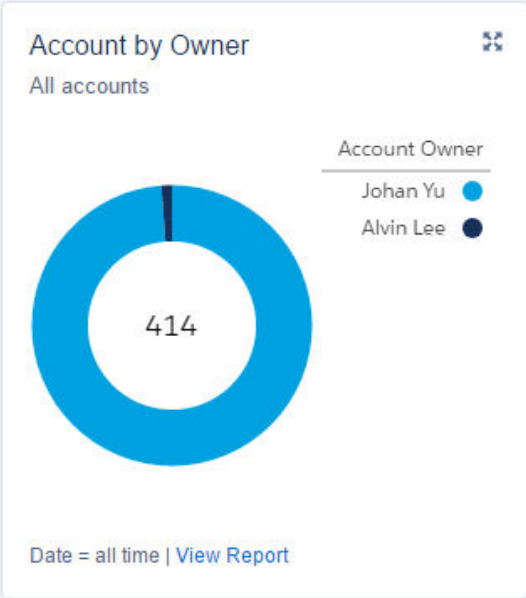 Account by Owner
All accounts
Account Owner
Johan Yu
Alvin Lee
414
Date = all time | View Report